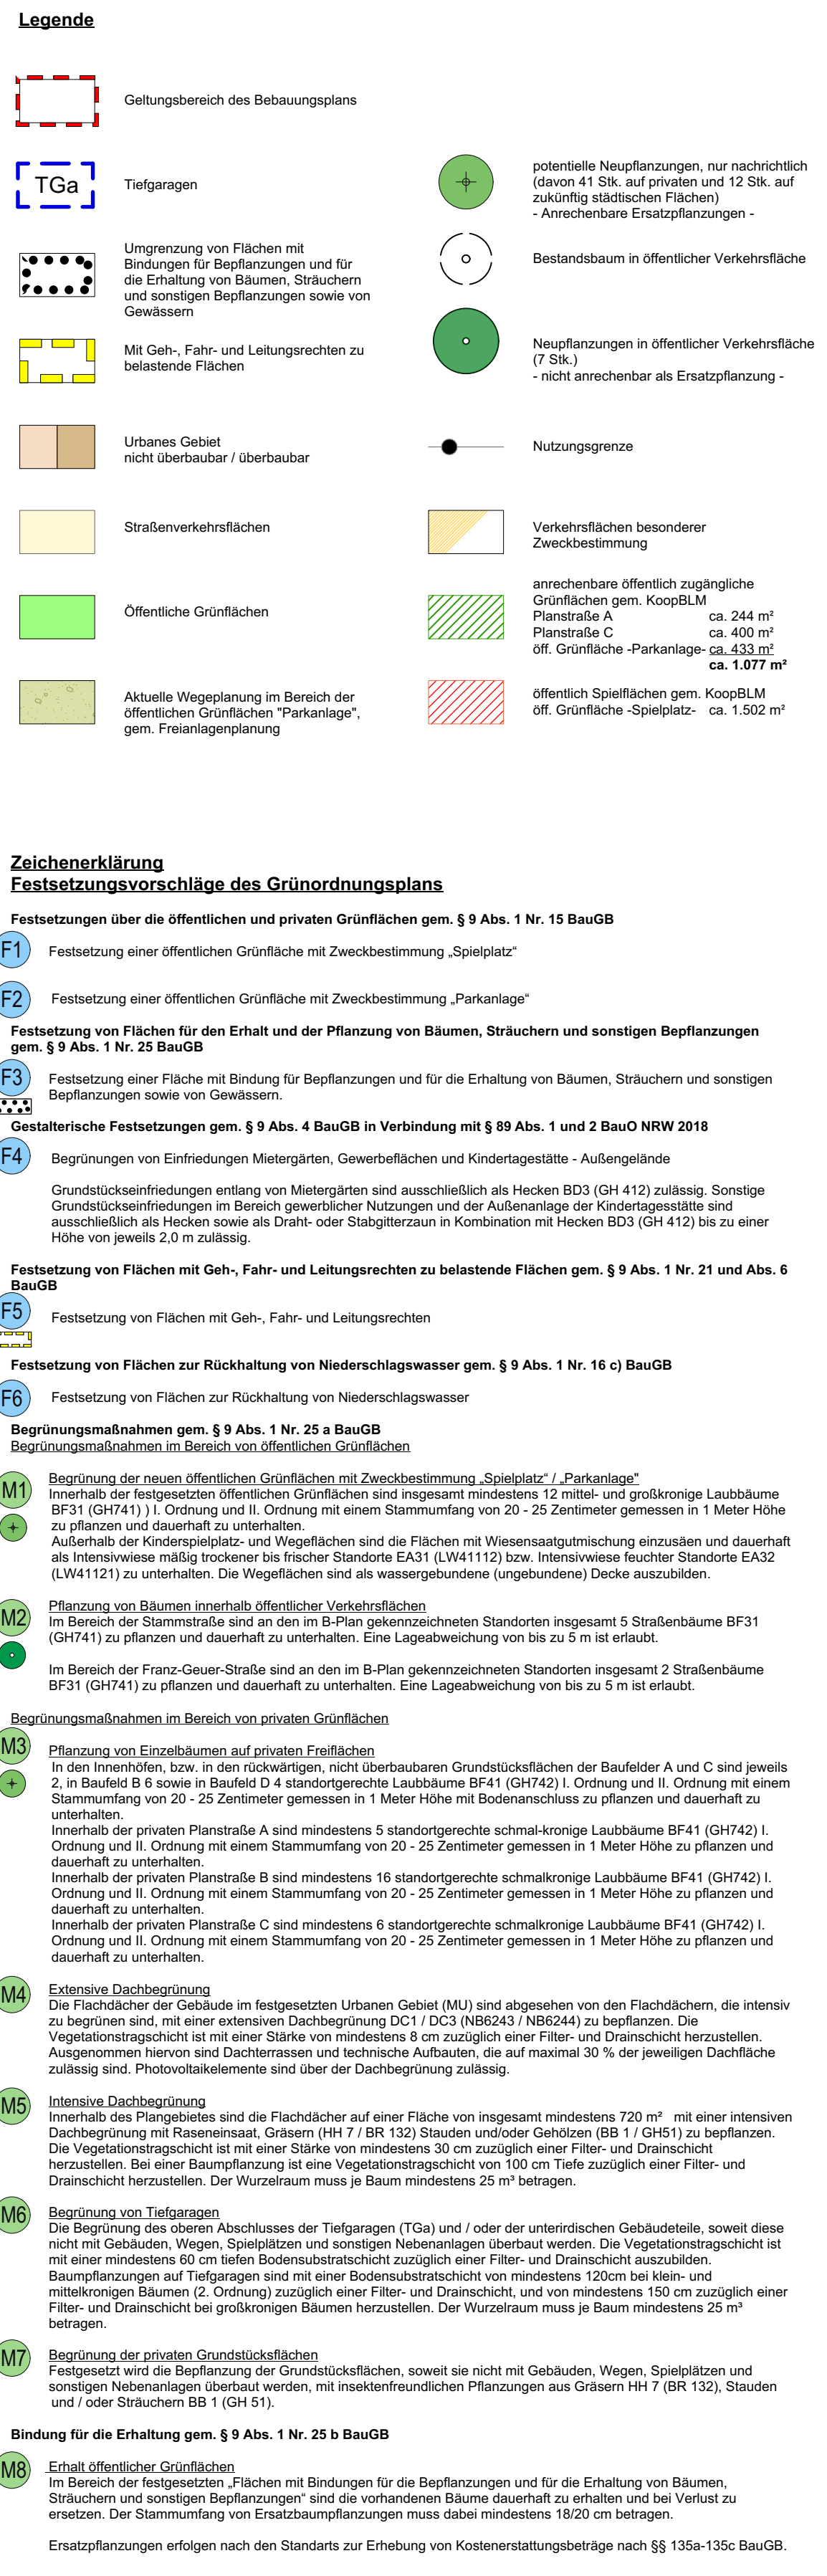 Legende
Geltungsbereich des Bebauungsplans
TGa
Tiefgaragen
Umgrenzung von Flächen mit
Bindungen für Bepflanzungen und für
die Erhaltung von Bäumen, Sträuchern
und sonstigen Bepflanzungen sowie von
Gewässern
Mit Geh-, Fahr- und Leitungsrechten zu
belastende Flächen
Urbanes Gebiet
nicht überbaubar / überbaubar
Straßenverkehrsflächen
Öffentliche Grünflächen
Aktuelle Wegeplanung im Bereich der
öffentlichen Grünflächen "Parkanlage",
gem. Freianlagenplanung
potentielle Neupflanzungen, nur nachrichtlich
(davon 41 Stk. auf privaten und 12 Stk. auf
zukünftig städtischen Flächen)
- Anrechenbare Ersatzpflanzungen -
Bestandsbaum in öffentlicher Verkehrsfläche
Neupflanzungen in öffentlicher Verkehrsfläche
(7 Stk.)
- nicht anrechenbar als Ersatzpflanzung -
Nutzungsgrenze
Verkehrsflächen besonderer
Zweckbestimmung
anrechenbare öffentlich zugängliche
Grünflächen gem. KoopBLM
Planstraße A ca. 244 m²
Planstraße C ca. 400 m²
öff. Grünfläche -Parkanlage- ca. 433 m²
ca. 1.077 m²
öffentlich Spielflächen gem. KoopBLM
öff. Grünfläche -Spielplatz- ca. 1.502 m²
Zeichenerklärung
Festsetzungsvorschläge des Grünordnungsplans
Festsetzungen über die öffentlichen und privaten Grünflächen gem. § 9 Abs. 1 Nr. 15 BauGB
F1 Festsetzung einer öffentlichen Grünfläche mit Zweckbestimmung „Spielplatz“
F2 Festsetzung einer öffentlichen Grünfläche mit Zweckbestimmung „Parkanlage“
Festsetzung von Flächen für den Erhalt und der Pflanzung von Bäumen, Sträuchern und sonstigen Bepflanzungen
gem. § 9 Abs. 1 Nr. 25 BauGB
F3 Festsetzung einer Fläche mit Bindung für Bepflanzungen und für die Erhaltung von Bäumen, Sträuchern und sonstigen
Bepflanzungen sowie von Gewässern.
Gestalterische Festsetzungen gem. § 9 Abs. 4 BauGB in Verbindung mit § 89 Abs. 1 und 2 BauO NRW 2018
F4 Begrünungen von Einfriedungen Mietergärten, Gewerbeflächen und Kindertagestätte - Außengelände
Grundstückseinfriedungen entlang von Mietergärten sind ausschließlich als Hecken BD3 (GH 412) zulässig. Sonstige
Grundstückseinfriedungen im Bereich gewerblicher Nutzungen und der Außenanlage der Kindertagesstätte sind
ausschließlich als Hecken sowie als Draht- oder Stabgitterzaun in Kombination mit Hecken BD3 (GH 412) bis zu einer
Höhe von jeweils 2,0 m zulässig.
Festsetzung von Flächen mit Geh-, Fahr- und Leitungsrechten zu belastende Flächen gem. § 9 Abs. 1 Nr. 21 und Abs. 6
BauGB
F5 Festsetzung von Flächen mit Geh-, Fahr- und Leitungsrechten
Festsetzung von Flächen zur Rückhaltung von Niederschlagswasser gem. § 9 Abs. 1 Nr. 16 c) BauGB
F6 Festsetzung von Flächen zur Rückhaltung von Niederschlagswasser
Begrünungsmaßnahmen gem. § 9 Abs. 1 Nr. 25 a BauGB
Begrünungsmaßnahmen im Bereich von öffentlichen Grünflächen
M1 Begrünung der neuen öffentlichen Grünflächen mit Zweckbestimmung „Spielplatz“ / „Parkanlage"
Innerhalb der festgesetzten öffentlichen Grünflächen sind insgesamt mindestens 12 mittel- und großkronige Laubbäume
BF31 (GH741) ) I. Ordnung und II. Ordnung mit einem Stammumfang von 20 - 25 Zentimeter gemessen in 1 Meter Höhe
zu pflanzen und dauerhaft zu unterhalten.
Außerhalb der Kinderspielplatz- und Wegeflächen sind die Flächen mit Wiesensaatgutmischung einzusäen und dauerhaft
als Intensivwiese mäßig trockener bis frischer Standorte EA31 (LW41112) bzw. Intensivwiese feuchter Standorte EA32
(LW41121) zu unterhalten. Die Wegeflächen sind als wassergebundene (ungebundene) Decke auszubilden.
M2 Pflanzung von Bäumen innerhalb öffentlicher Verkehrsflächen
Im Bereich der Stammstraße sind an den im B-Plan gekennzeichneten Standorten insgesamt 5 Straßenbäume BF31
(GH741) zu pflanzen und dauerhaft zu unterhalten. Eine Lageabweichung von bis zu 5 m ist erlaubt.
Im Bereich der Franz-Geuer-Straße sind an den im B-Plan gekennzeichneten Standorten insgesamt 2 Straßenbäume
BF31 (GH741) zu pflanzen und dauerhaft zu unterhalten. Eine Lageabweichung von bis zu 5 m ist erlaubt.
Begrünungsmaßnahmen im Bereich von privaten Grünflächen
M3 Pflanzung von Einzelbäumen auf privaten Freiflächen
In den Innenhöfen, bzw. in den rückwärtigen, nicht überbaubaren Grundstücksflächen der Baufelder A und C sind jeweils
2, in Baufeld B 6 sowie in Baufeld D 4 standortgerechte Laubbäume BF41 (GH742) I. Ordnung und II. Ordnung mit einem
Stammumfang von 20 - 25 Zentimeter gemessen in 1 Meter Höhe mit Bodenanschluss zu pflanzen und dauerhaft zu
unterhalten.
Innerhalb der privaten Planstraße A sind mindestens 5 standortgerechte schmal-kronige Laubbäume BF41 (GH742) I.
Ordnung und II. Ordnung mit einem Stammumfang von 20 - 25 Zentimeter gemessen in 1 Meter Höhe zu pflanzen und
dauerhaft zu unterhalten.
Innerhalb der privaten Planstraße B sind mindestens 16 standortgerechte schmalkronige Laubbäume BF41 (GH742) I.
Ordnung und II. Ordnung mit einem Stammumfang von 20 - 25 Zentimeter gemessen in 1 Meter Höhe zu pflanzen und
dauerhaft zu unterhalten.
Innerhalb der privaten Planstraße C sind mindestens 6 standortgerechte schmalkronige Laubbäume BF41 (GH742) I.
Ordnung und II. Ordnung mit einem Stammumfang von 20 - 25 Zentimeter gemessen in 1 Meter Höhe zu pflanzen und
dauerhaft zu unterhalten.
M4 Extensive Dachbegrünung
Die Flachdächer der Gebäude im festgesetzten Urbanen Gebiet (MU) sind abgesehen von den Flachdächern, die intensiv
zu begrünen sind, mit einer extensiven Dachbegrünung DC1 / DC3 (NB6243 / NB6244) zu bepflanzen. Die
Vegetationstragschicht ist mit einer Stärke von mindestens 8 cm zuzüglich einer Filter- und Drainschicht herzustellen.
Ausgenommen hiervon sind Dachterrassen und technische Aufbauten, die auf maximal 30 % der jeweiligen Dachfläche
zulässig sind. Photovoltaikelemente sind über der Dachbegrünung zulässig.
M5 Intensive Dachbegrünung
Innerhalb des Plangebietes sind die Flachdächer auf einer Fläche von insgesamt mindestens 720 m² mit einer intensiven
Dachbegrünung mit Raseneinsaat, Gräsern (HH 7 / BR 132) Stauden und/oder Gehölzen (BB 1 / GH51) zu bepflanzen.
Die Vegetationstragschicht ist mit einer Stärke von mindestens 30 cm zuzüglich einer Filter- und Drainschicht
herzustellen. Bei einer Baumpflanzung ist eine Vegetationstragschicht von 100 cm Tiefe zuzüglich einer Filter- und
Drainschicht herzustellen. Der Wurzelraum muss je Baum mindestens 25 m³ betragen.
M6 Begrünung von Tiefgaragen
Die Begrünung des oberen Abschlusses der Tiefgaragen (TGa) und / oder der unterirdischen Gebäudeteile, soweit diese
nicht mit Gebäuden, Wegen, Spielplätzen und sonstigen Nebenanlagen überbaut werden. Die Vegetationstragschicht ist
mit einer mindestens 60 cm tiefen Bodensubstratschicht zuzüglich einer Filter- und Drainschicht auszubilden.
Baumpflanzungen auf Tiefgaragen sind mit einer Bodensubstratschicht von mindestens 120cm bei klein- und
mittelkronigen Bäumen (2. Ordnung) zuzüglich einer Filter- und Drainschicht, und von mindestens 150 cm zuzüglich einer
Filter- und Drainschicht bei großkronigen Bäumen herzustellen. Der Wurzelraum muss je Baum mindestens 25 m³
betragen.
M7 Begrünung der privaten Grundstücksflächen
Festgesetzt wird die Bepflanzung der Grundstücksflächen, soweit sie nicht mit Gebäuden, Wegen, Spielplätzen und
sonstigen Nebenanlagen überbaut werden, mit insektenfreundlichen Pflanzungen aus Gräsern HH 7 (BR 132), Stauden
und / oder Sträuchern BB 1 (GH 51).
Bindung für die Erhaltung gem. § 9 Abs. 1 Nr. 25 b BauGB
M8 Erhalt öffentlicher Grünflächen
Im Bereich der festgesetzten „Flächen mit Bindungen für die Bepflanzungen und für die Erhaltung von Bäumen,
Sträuchern und sonstigen Bepflanzungen“ sind die vorhandenen Bäume dauerhaft zu erhalten und bei Verlust zu
ersetzen. Der Stammumfang von Ersatzbaumpflanzungen muss dabei mindestens 18/20 cm betragen.
Ersatzpflanzungen erfolgen nach den Standarts zur Erhebung von Kostenerstattungsbeträge nach §§ 135a-135c BauGB.